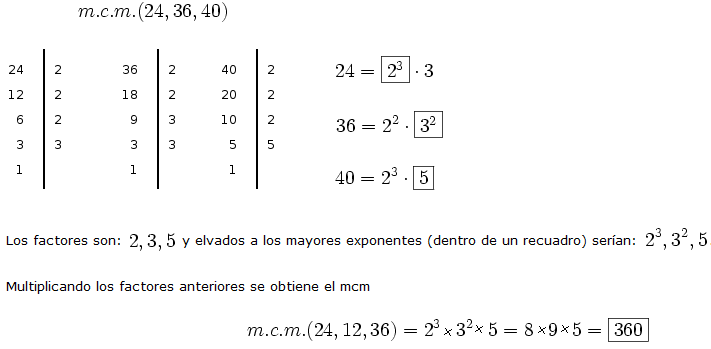 m.c.m.(24, 36, 40)
24 2 36 2 40 2
12 2 18 2 20 2
6 2 9 3 10 2
3 3 3 3 5 5
1 1 1
24 = 2³ · 3
36 = 2² · 3²
40 = 2³ · 5
Los factores son: 2, 3, 5 y elvados a los mayores exponentes (dentro de un recuadro) serían: 2³, 3², 5
Multiplicando los factores anteriores se obtiene el mcm
m.c.m.(24, 12, 36) = 2³ × 3² × 5 = 8 × 9 × 5 = 360